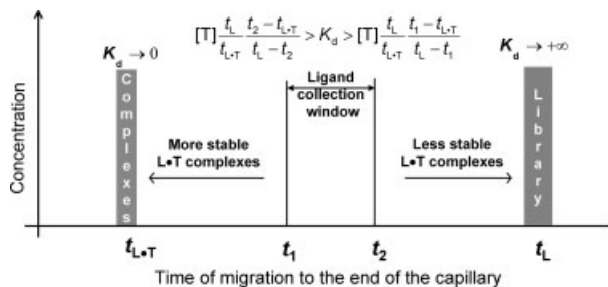 [T] t_L/t_L•T (t_2 − t_L•T)/(t_L − t_2) > K_d > [T] t_L/t_L•T (t_1 − t_L•T)/(t_L − t_1)
K_d → 0
K_d → +∞
Ligand
collection
window
More stable
L•T complexes
Less stable
L•T complexes
Complexes
Library
Concentration
t_L•T
t_1
t_2
t_L
Time of migration to the end of the capillary